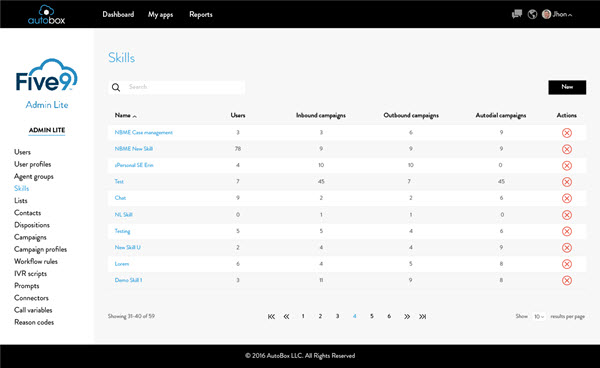 autobox
Dashboard My apps Reports Jhon
Five9
Admin Lite
ADMIN LITE
Users
User profiles
Agent groups
Skills
Lists
Contacts
Dispositions
Campaigns
Campaign profiles
Workflow rules
IVR scripts
Prompts
Connectors
Call variables
Reason codes
Skills
Search
New
Name Users Inbound campaigns Outbound campaigns Autodial campaigns Actions
NBME Case management 3 3 6 9
NBME New Skill 78 9 9 9
zPersonal SE Erin 4 10 10 0
Test 7 45 7 45
Chat 9 2 2 6
NL Skill 0 1 1 0
Testing 5 5 4 6
New Skill U 2 4 4 9
Lorem 6 4 5 8
Demo Skill 1 3 11 9 8
Showing 31-40 of 59 1 2 3 4 5 6 Show 10 results per page
© 2016 AutoBox LLC. All Rights Reserved